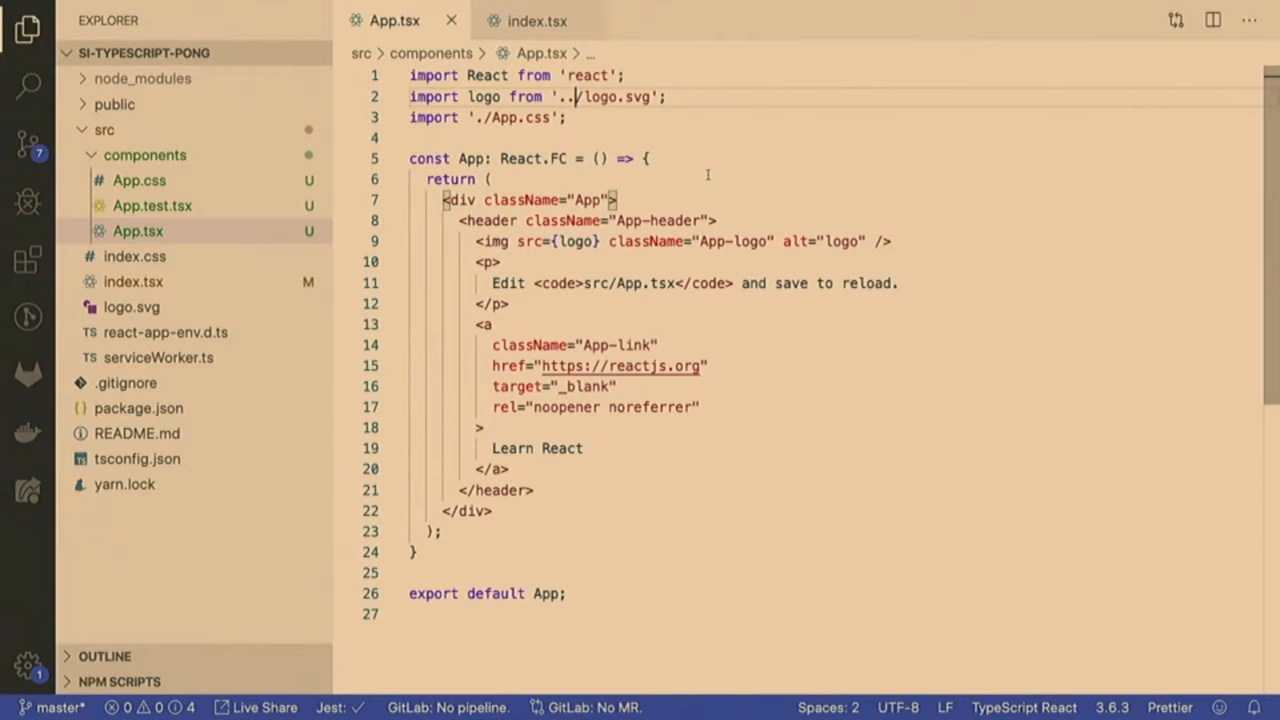 EXPLORER
SI-TYPESCRIPT-PONG
node_modules
public
src
components
App.css U
App.test.tsx U
App.tsx U
index.css
index.tsx M
logo.svg
TS react-app-env.d.ts
TS serviceWorker.ts
.gitignore
package.json
README.md
tsconfig.json
yarn.lock
OUTLINE
NPM SCRIPTS
7
1
App.tsx index.tsx
src > components > App.tsx > ...
1 import React from 'react';
2 import logo from '../logo.svg';
3 import './App.css';
4
5 const App: React.FC = () => {
6 return (
7 <div className="App">
8 <header className="App-header">
9 <img src={logo} className="App-logo" alt="logo" />
10 <p>
11 Edit <code>src/App.tsx</code> and save to reload.
12 </p>
13 <a
14 className="App-link"
15 href="https://reactjs.org"
16 target="_blank"
17 rel="noopener noreferrer"
18 >
19 Learn React
20 </a>
21 </header>
22 </div>
23 );
24 }
25
26 export default App;
27
master* 0 0 4 Live Share Jest: ✓ GitLab: No pipeline. GitLab: No MR. Spaces: 2 UTF-8 LF TypeScript React 3.6.3 Prettier